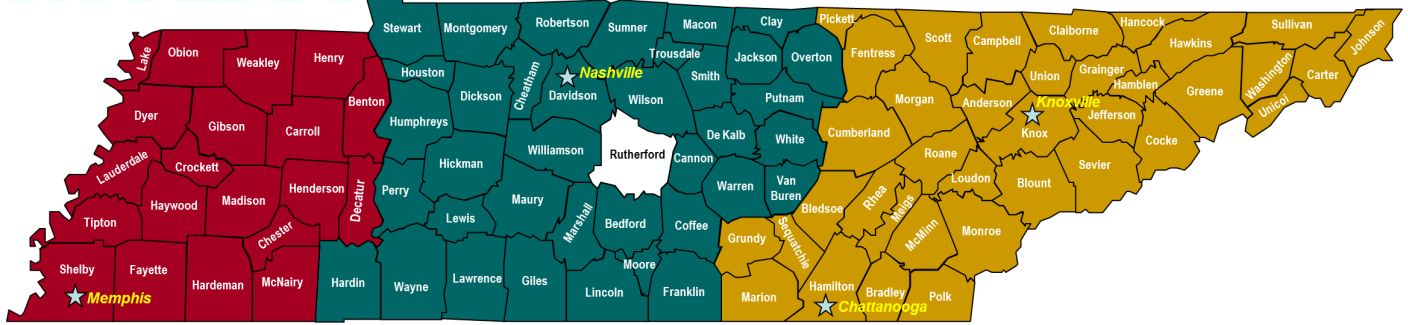 Stewart
Montgomery
Robertson
Sumner
Macon
Clay
Pickett
Fentress
Scott
Campbell
Claiborne
Hancock
Hawkins
Sullivan
Johnson
Lake
Obion
Weakley
Henry
Houston
Dickson
Cheatham
Nashville
Davidson
Trousdale
Wilson
Smith
Jackson
Overton
Putnam
Morgan
Anderson
Union
Grainger
Hamblen
Knoxville
Knox
Jefferson
Greene
Washington
Unicoi
Carter
Benton
Dyer
Gibson
Carroll
Humphreys
Williamson
Rutherford
De Kalb
Cannon
White
Cumberland
Roane
Loudon
Blount
Sevier
Cocke
Lauderdale
Crockett
Haywood
Madison
Henderson
Decatur
Perry
Hickman
Lewis
Maury
Marshall
Bedford
Coffee
Warren
Van
Buren
Bledsoe
Rhea
Meigs
McMinn
Monroe
Tipton
Chester
Grundy
Sequatchie
Shelby
Memphis
Fayette
Hardeman
McNairy
Hardin
Wayne
Lawrence
Giles
Moore
Lincoln
Franklin
Marion
Hamilton
Chattanooga
Bradley
Polk